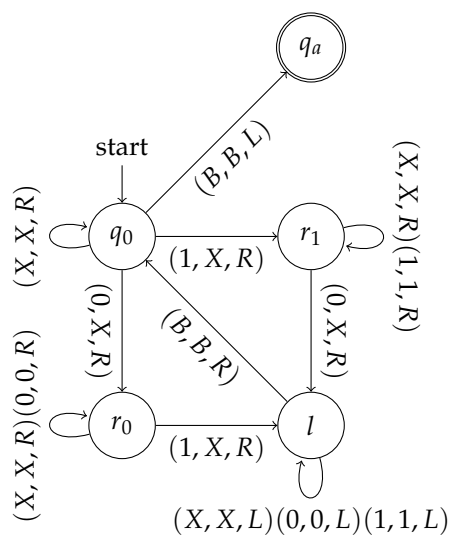 q_a
(B, B, L)
start
(X, X, R)
q_0
(1, X, R)
r_1
(X, X, R)(1, 1, R)
(0, X, R)
(B, B, R)
(0, X, R)
(X, X, R)(0, 0, R)
r_0
(1, X, R)
l
(X, X, L)(0, 0, L)(1, 1, L)